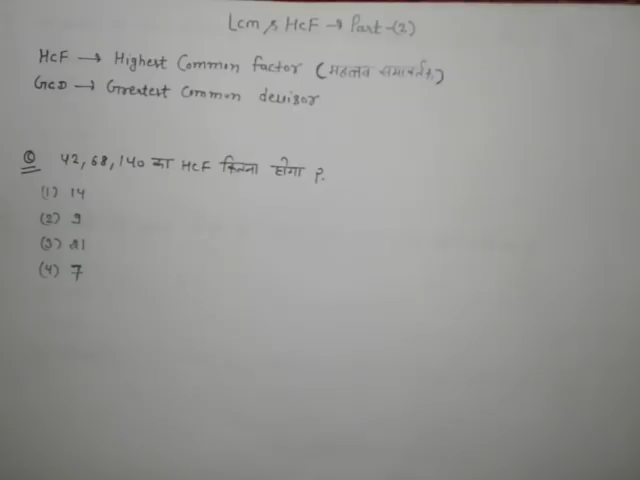 Lcm & HCF → Part-(2)
HCF → Highest Common factor (महत्तम समावर्तक)
GCD → Greatest common devisor
Q 42, 68, 140 का HCF कितना होगा ?.
(1) 14
(2) 9
(3) 21
(4) 7